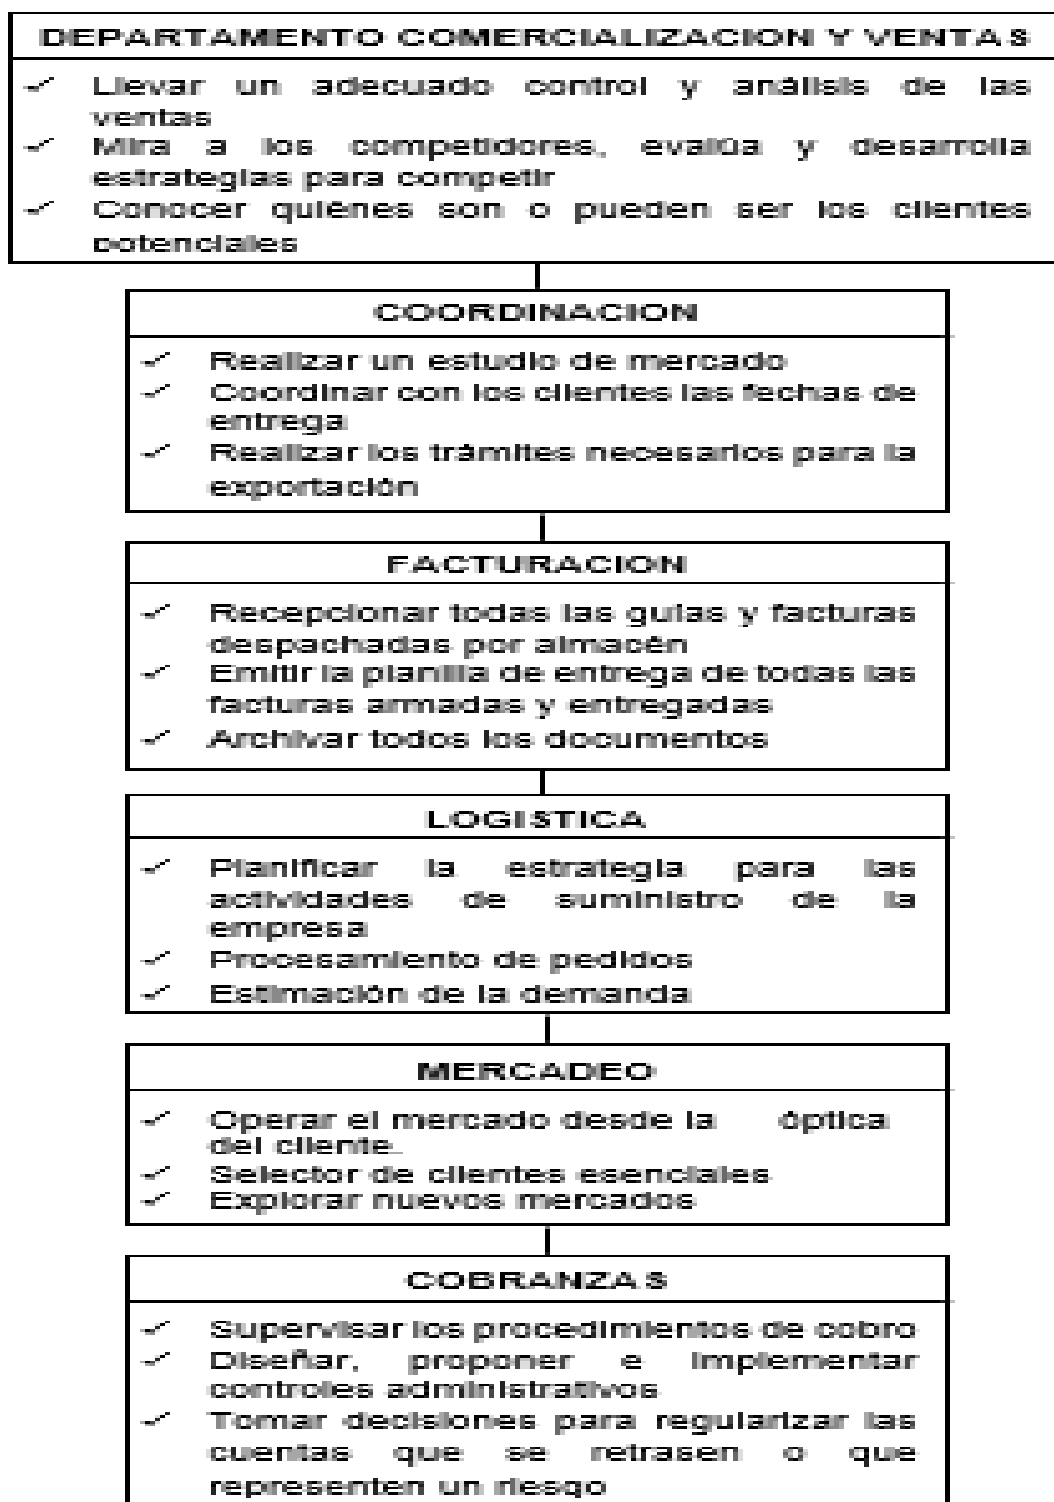 DEPARTAMENTO COMERCIALIZACION Y VENTAS
✓ Llevar un adecuado control y análisis de las
ventas
✓ Mira a los competidores, evalúa y desarrolla
estrategias para competir
✓ Conocer quiénes son o pueden ser los clientes
potenciales
COORDINACION
✓ Realizar un estudio de mercado
✓ Coordinar con los clientes las fechas de
entrega
✓ Realizar los trámites necesarios para la
exportación
FACTURACION
✓ Recepcionar todas las guías y facturas
despachadas por almacén
✓ Emitir la planilla de entrega de todas las
facturas armadas y entregadas
✓ Archivar todos los documentos
LOGISTICA
✓ Planificar la estrategia para las
actividades de suministro de la
empresa
✓ Procesamiento de pedidos
✓ Estimación de la demanda
MERCADEO
✓ Operar el mercado desde la óptica
del cliente.
✓ Selector de clientes esenciales
✓ Explorar nuevos mercados
COBRANZAS
✓ Supervisar los procedimientos de cobro
✓ Diseñar, proponer e implementar
controles administrativos
✓ Tomar decisiones para regularizar las
cuentas que se retrasen o que
representen un riesgo